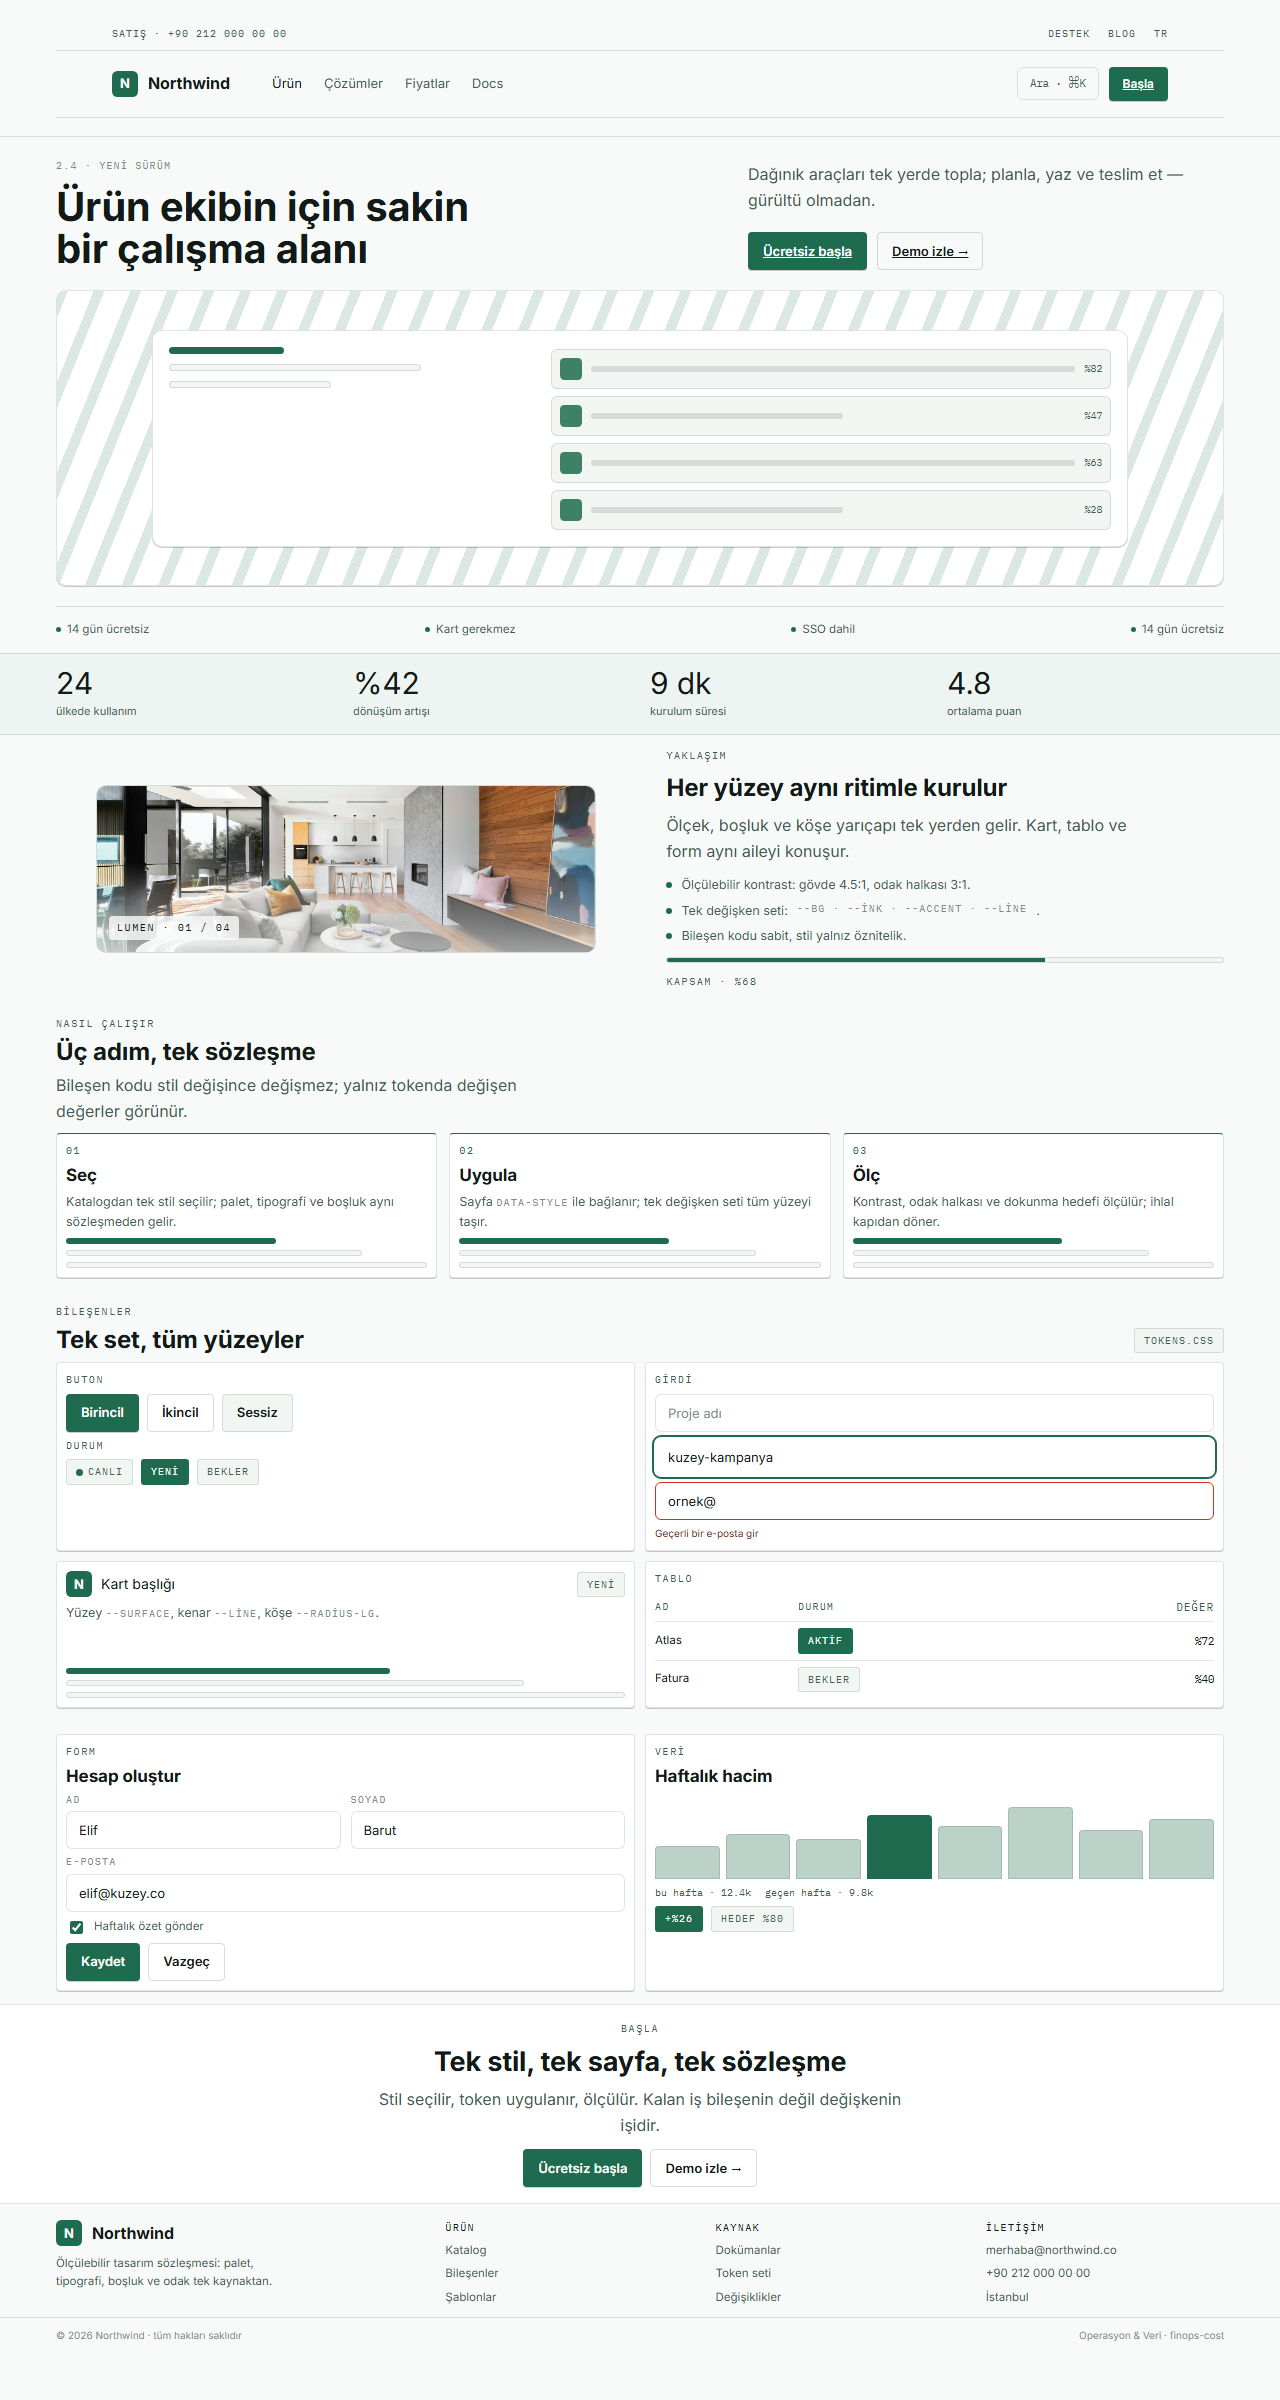 SATIŞ · +90 212 000 00 00
DESTEK BLOG TR
N Northwind Ürün Çözümler Fiyatlar Docs
Ara · ⌘K Başla
2.4 · YENİ SÜRÜM
Ürün ekibin için sakin
bir çalışma alanı
Dağınık araçları tek yerde topla; planla, yaz ve teslim et —
gürültü olmadan.
Ücretsiz başla Demo izle →
%82
%47
%63
%28
14 gün ücretsiz Kart gerekmez SSO dahil 14 gün ücretsiz
24 %42 9 dk 4.8
ülkede kullanım dönüşüm artışı kurulum süresi ortalama puan
LUMEN · 01 / 04
YAKLAŞIM
Her yüzey aynı ritimle kurulur
Ölçek, boşluk ve köşe yarıçapı tek yerden gelir. Kart, tablo ve
form aynı aileyi konuşur.
Ölçülebilir kontrast: gövde 4.5:1, odak halkası 3:1.
Tek değişken seti: --BG · --İNK · --ACCENT · --LİNE .
Bileşen kodu sabit, stil yalnız öznitelik.
KAPSAM · %68
NASIL ÇALIŞIR
Üç adım, tek sözleşme
Bileşen kodu stil değişince değişmez; yalnız tokenda değişen
değerler görünür.
01
Seç
Katalogdan tek stil seçilir; palet, tipografi ve boşluk aynı
sözleşmeden gelir.
02
Uygula
Sayfa DATA-STYLE ile bağlanır; tek değişken seti tüm yüzeyi
taşır.
03
Ölç
Kontrast, odak halkası ve dokunma hedefi ölçülür; ihlal
kapıdan döner.
BİLEŞENLER
Tek set, tüm yüzeyler
TOKENS.CSS
BUTON
Birincil İkincil Sessiz
DURUM
CANLI YENİ BEKLER
GİRDİ
Proje adı
kuzey-kampanya
ornek@
Geçerli bir e-posta gir
N Kart başlığı YENİ
Yüzey --SURFACE, kenar --LİNE, köşe --RADİUS-LG.
TABLO
AD DURUM DEĞER
Atlas AKTİF %72
Fatura BEKLER %40
FORM
Hesap oluştur
AD SOYAD
Elif Barut
E-POSTA
elif@kuzey.co
Haftalık özet gönder
Kaydet Vazgeç
VERİ
Haftalık hacim
bu hafta · 12.4k geçen hafta · 9.8k
+%26 HEDEF %80
BAŞLA
Tek stil, tek sayfa, tek sözleşme
Stil seçilir, token uygulanır, ölçülür. Kalan iş bileşenin değil değişkenin
işidir.
Ücretsiz başla Demo izle →
N Northwind
Ölçülebilir tasarım sözleşmesi: palet,
tipografi, boşluk ve odak tek kaynaktan.
ÜRÜN
Katalog
Bileşenler
Şablonlar
KAYNAK
Dokümanlar
Token seti
Değişiklikler
İLETİŞİM
merhaba@northwind.co
+90 212 000 00 00
İstanbul
© 2026 Northwind · tüm hakları saklıdır
Operasyon & Veri · finops-cost